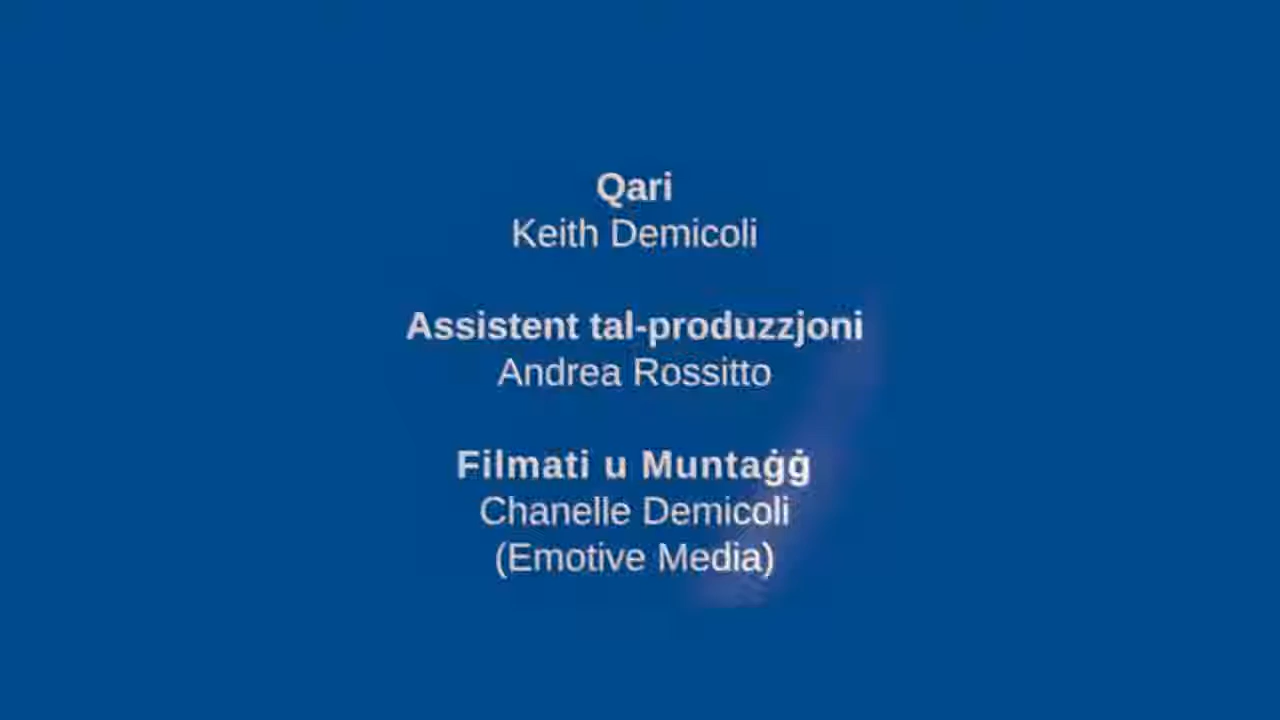 Qari
Keith Demicoli
Assistent tal-produzzjoni
Andrea Rossitto
Filmati u Muntaġġ
Chanelle Demicoli
(Emotive Media)